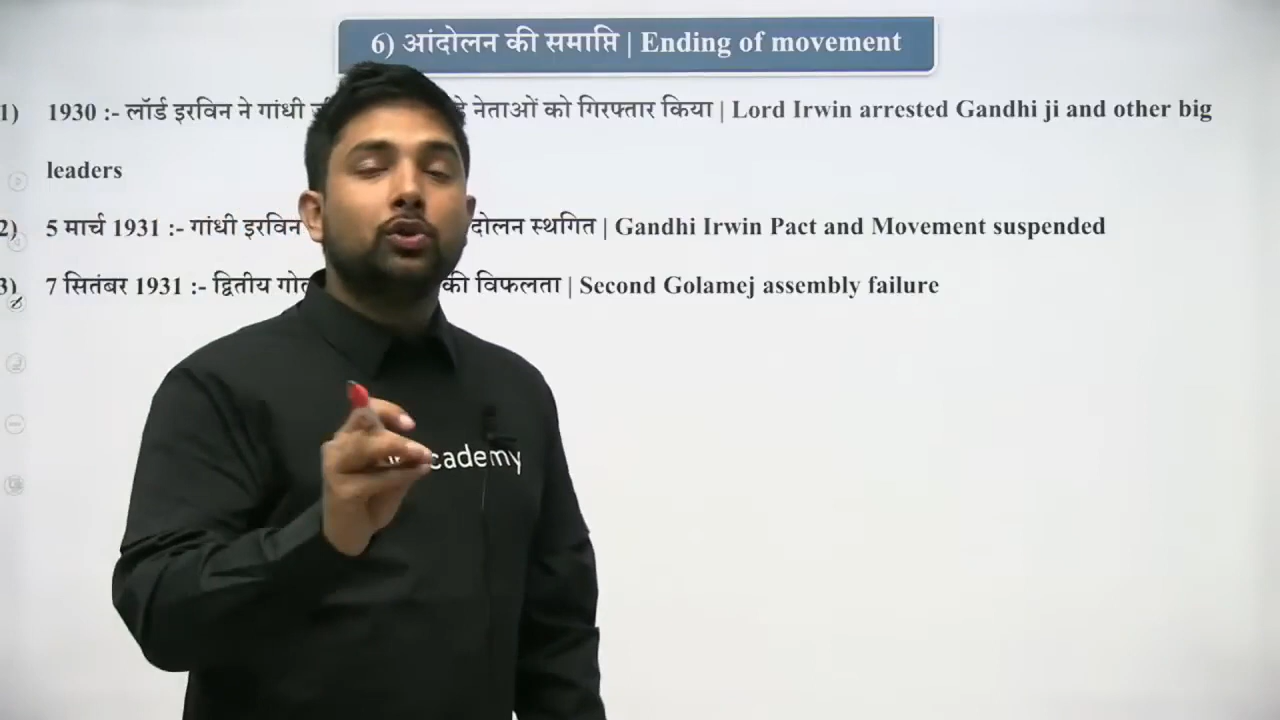 6) आंदोलन की समाप्ति | Ending of movement
1) 1930 :- लॉर्ड इरविन ने गांधी नेताओं को गिरफ्तार किया | Lord Irwin arrested Gandhi ji and other big
leaders
2) 5 मार्च 1931 :- गांधी इरविन स्थगित | Gandhi Irwin Pact and Movement suspended
3) 7 सितंबर 1931 :- द्वितीय की विफलता | Second Golamej assembly failure
cademy